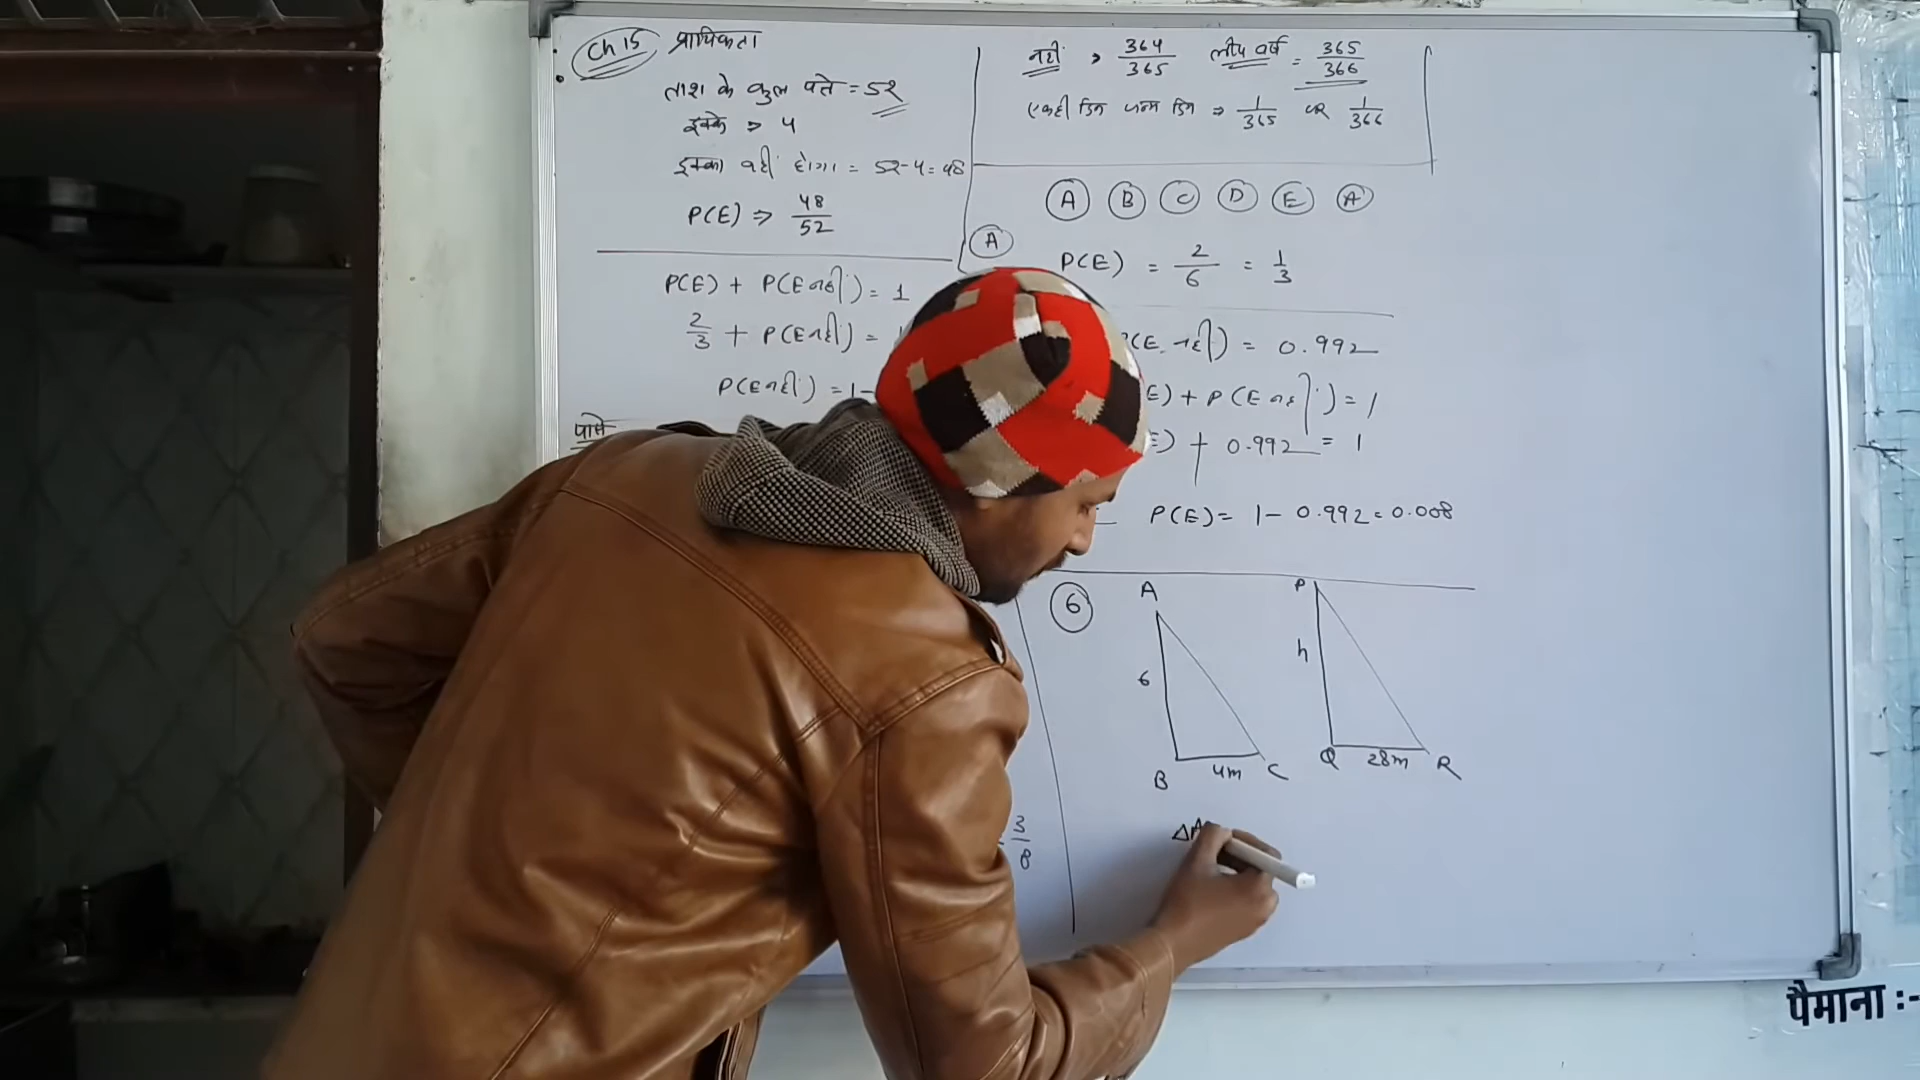 Ch 15 प्रायिकता
ताश के कुल पत्ते = 52
इक्के ⇒ 4
इक्का नहीं होगा = 52-4=48
P(E) ⇒ 48/52
P(E) + P(E नहीं) = 1
2/3 + P(E नहीं) =
P(E नहीं) = 1-
पासे
3/8
नहीं > 364/365 लीप वर्ष = 365/366
एक ही दिन जन्म दिन ⇒ 1/365 or 1/366
A B C D E A
A
P(E) = 2/6 = 1/3
(E नहीं) = 0.992
E) + P(E नहीं) = 1
E) + 0.992 = 1
P(E) = 1 - 0.992 = 0.008
6
A
6
B 4m C
P
h
Q 28m R
ΔA
पैमाना :-